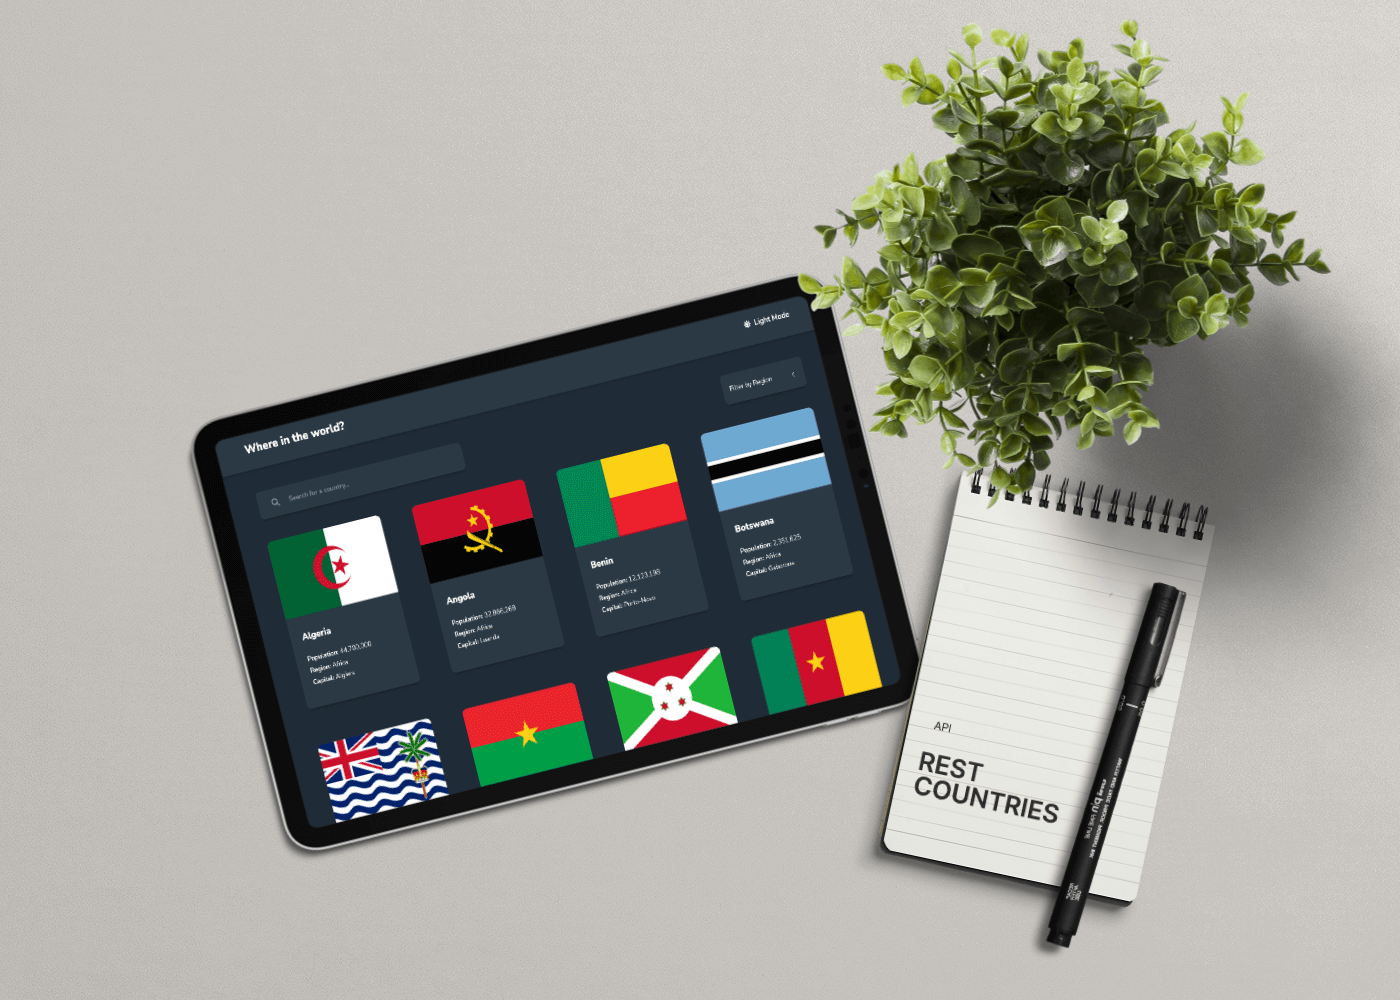 Light Mode
Where in the world?
Filter by Region
Search for a country...
Algeria
Population: 44,700,000
Region: Africa
Capital: Algiers
Angola
Population: 32,866,268
Region: Africa
Capital: Luanda
Benin
Population: 12,123,198
Region: Africa
Capital: Porto-Novo
Botswana
Population: 2,351,625
Region: Africa
Capital: Gaborone
API
REST
COUNTRIES